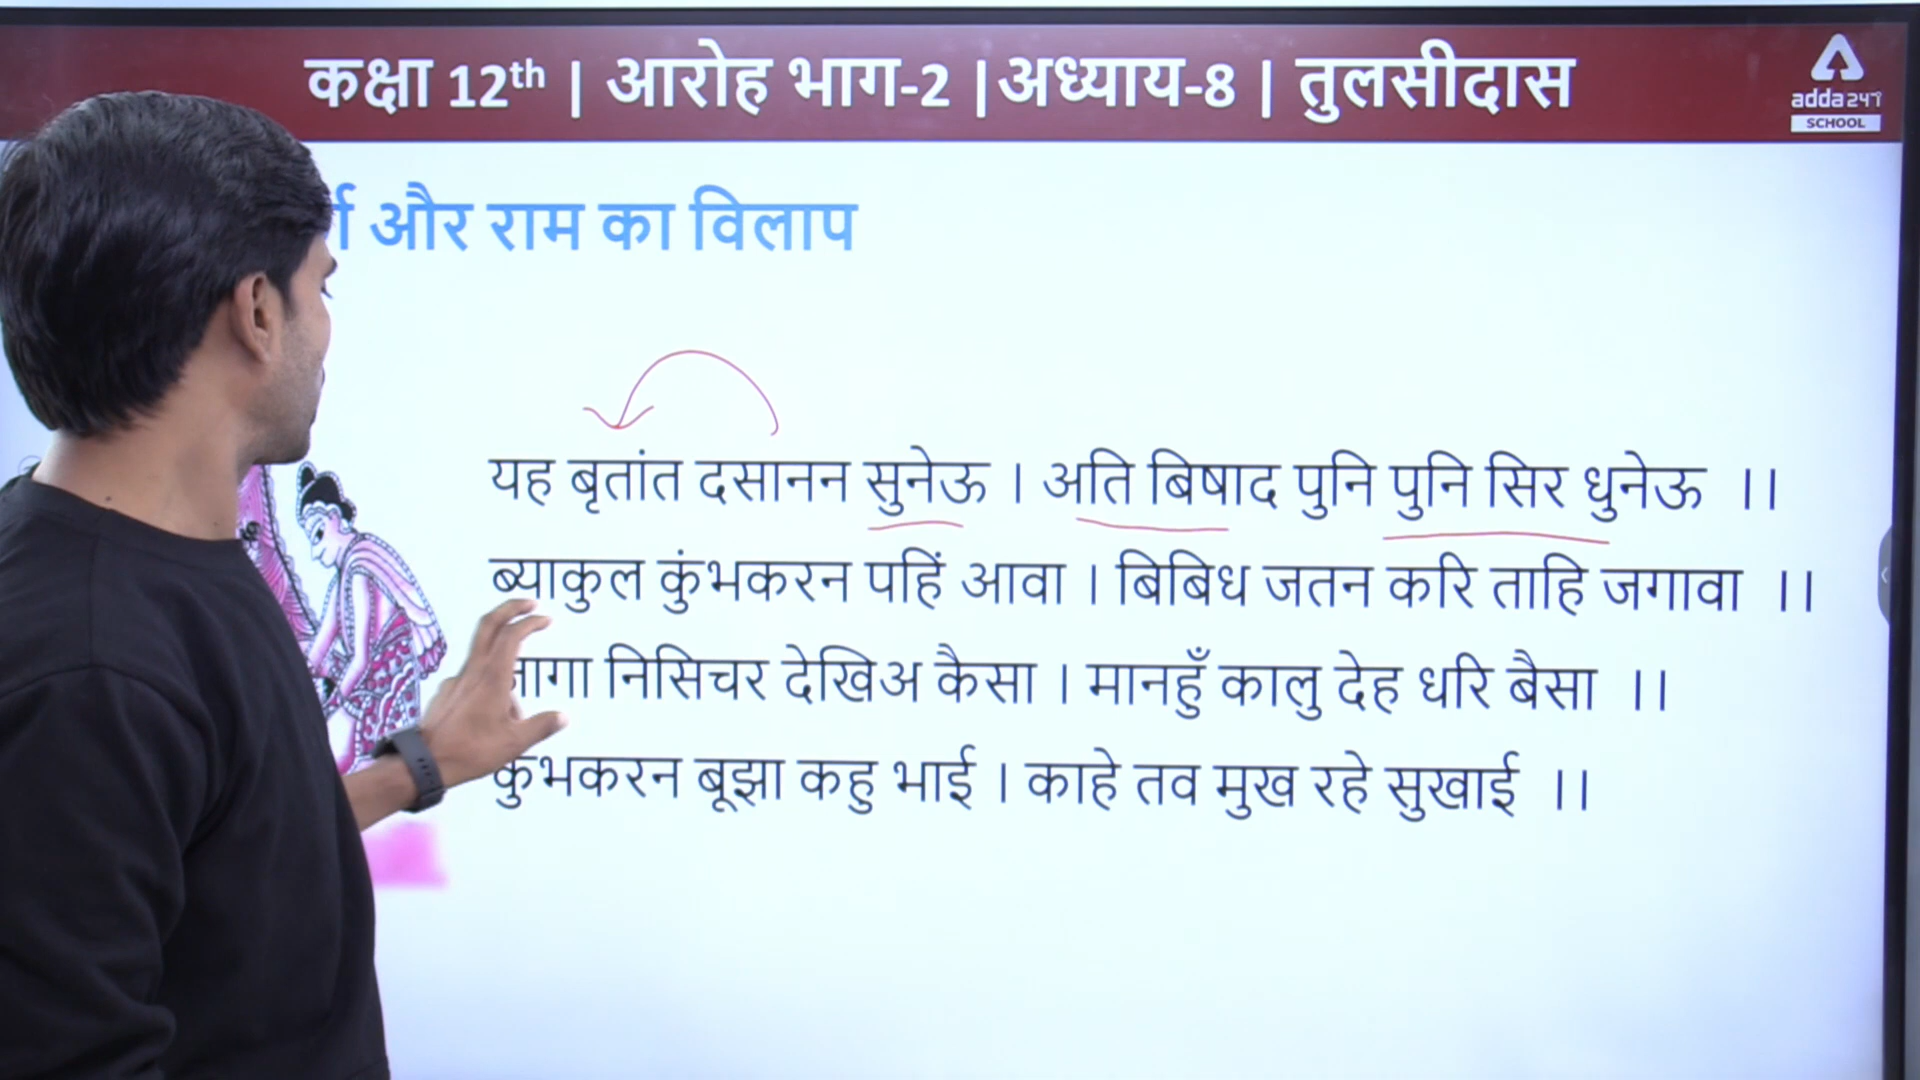 कक्षा 12th | आरोह भाग-2 |अध्याय-8 | तुलसीदास
adda247
SCHOOL
और राम का विलाप
यह बृतांत दसानन सुनेऊ । अति बिषाद पुनि पुनि सिर धुनेऊ ।।
ब्याकुल कुंभकरन पहिं आवा । बिबिध जतन करि ताहि जगावा ।।
निसिचर देखिअ कैसा । मानहुँ कालु देह धरि बैसा ।।
कुंभकरन बूझा कहु भाई । काहे तव मुख रहे सुखाई ।।